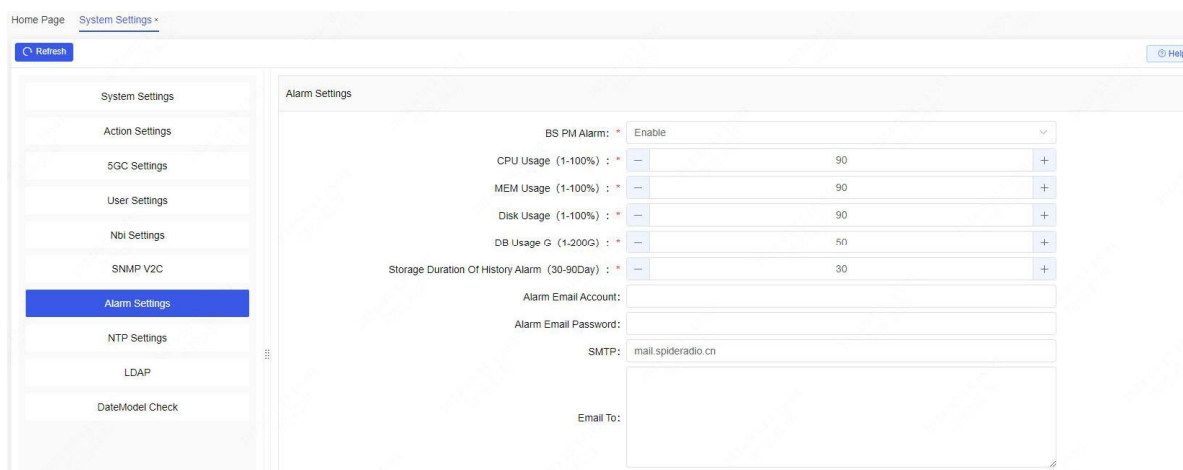 Home Page System Settings ×
Refresh
Help
System Settings
Action Settings
5GC Settings
User Settings
Nbi Settings
SNMP V2C
Alarm Settings
NTP Settings
LDAP
DateModel Check
Alarm Settings
BS PM Alarm: * Enable
CPU Usage (1-100%) : * − 90 +
MEM Usage (1-100%) : * − 90 +
Disk Usage (1-100%) : * − 90 +
DB Usage G (1-200G) : * − 50 +
Storage Duration Of History Alarm (30-90Day) : * − 30 +
Alarm Email Account:
Alarm Email Password:
SMTP: mail.spideradio.cn
Email To: